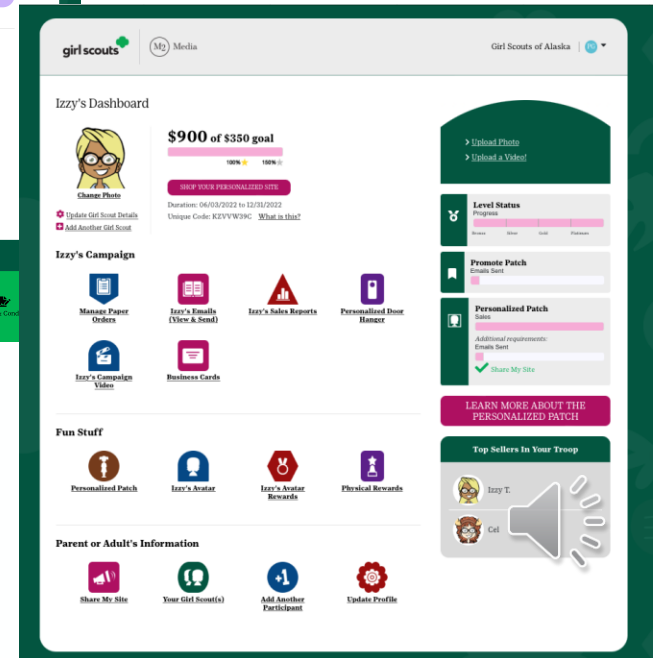 girl scouts
M2 Media
Girl Scouts of Alaska
Izzy's Dashboard
$900 of $350 goal
100% 150%
SHOP YOUR PERSONALIZED SITE
Change Photo
Duration: 06/03/2022 to 12/31/2022
Update Girl Scout Details
Unique Code: KZVVW39C What is this?
Add Another Girl Scout
Izzy's Campaign
Manage Paper Orders
Izzy's Emails (View & Send)
Izzy's Sales Reports
Personalized Door Hanger
Izzy's Campaign Video
Business Cards
Fun Stuff
Personalized Patch
Izzy's Avatar
Izzy's Avatar Rewards
Physical Rewards
Parent or Adult's Information
Share My Site
Your Girl Scout(s)
+1
Add Another Participant
Update Profile
Upload Photo
Upload a Video!
Level Status
Progress
Bronze Silver Gold Platinum
Promote Patch
Emails Sent
Personalized Patch
Sales
Additional requirements:
Emails Sent
Share My Site
LEARN MORE ABOUT THE
PERSONALIZED PATCH
Top Sellers In Your Troop
Izzy T.
Cel